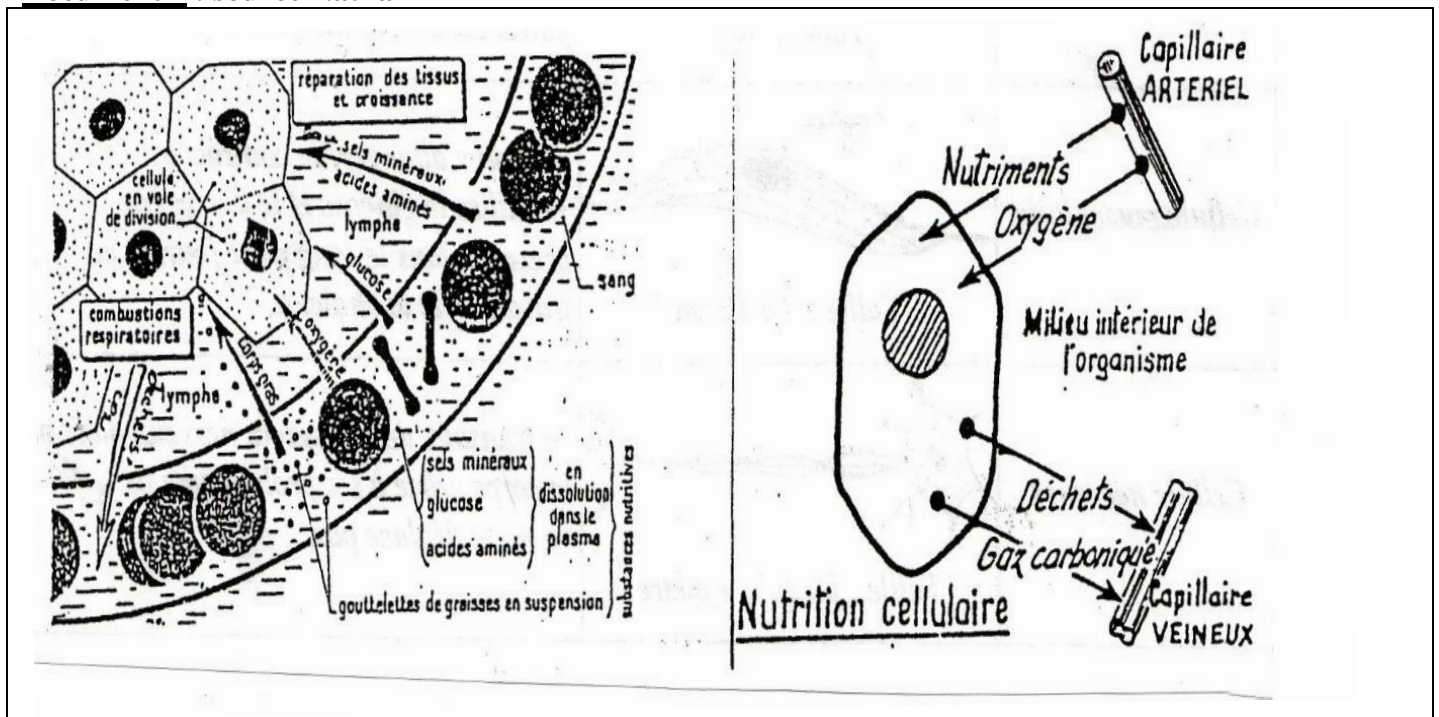 réparation des tissus
et croissance
sels minéraux
acides aminés
lymphe
cellule
en voie
de division
glucose
sang
oxygène
combustions
respiratoires
corps gras
lymphe
déchets
sels minéraux
glucose
acides aminés
en
dissolution
dans le
plasma
substances nutritives
gouttelettes de graisses en suspension
Capillaire
ARTERIEL
Nutriments
Oxygène
Milieu intérieur de
l'organisme
Déchets
Gaz carbonique
Nutrition cellulaire
Capillaire
VEINEUX